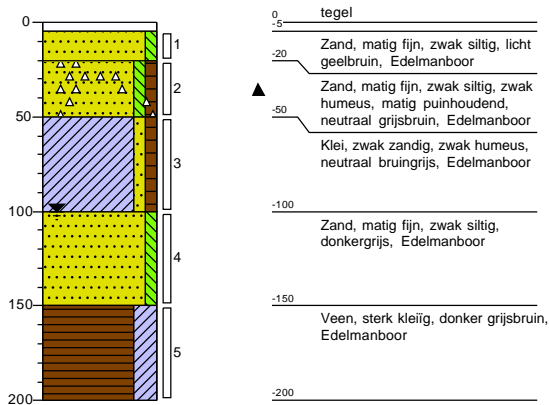 0
50
100
150
200
1
2
3
4
5
0
tegel
-5
Zand, matig fijn, zwak siltig, licht
geelbruin, Edelmanboor
-20
Zand, matig fijn, zwak siltig, zwak
humeus, matig puinhoudend,
neutraal grijsbruin, Edelmanboor
-50
Klei, zwak zandig, zwak humeus,
neutraal bruingrijs, Edelmanboor
-100
Zand, matig fijn, zwak siltig,
donkergrijs, Edelmanboor
-150
Veen, sterk kleiïg, donker grijsbruin,
Edelmanboor
-200